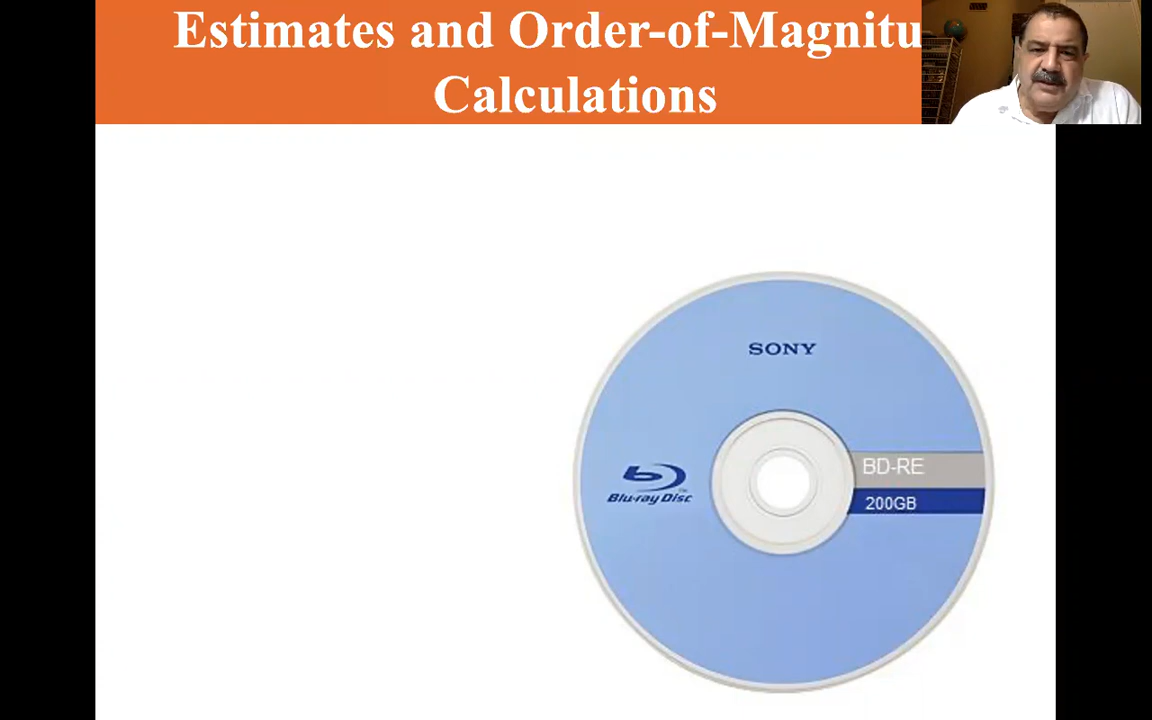 Estimates and Order-of-Magnitu
Calculations
SONY
Blu-ray Disc
BD-RE
200GB